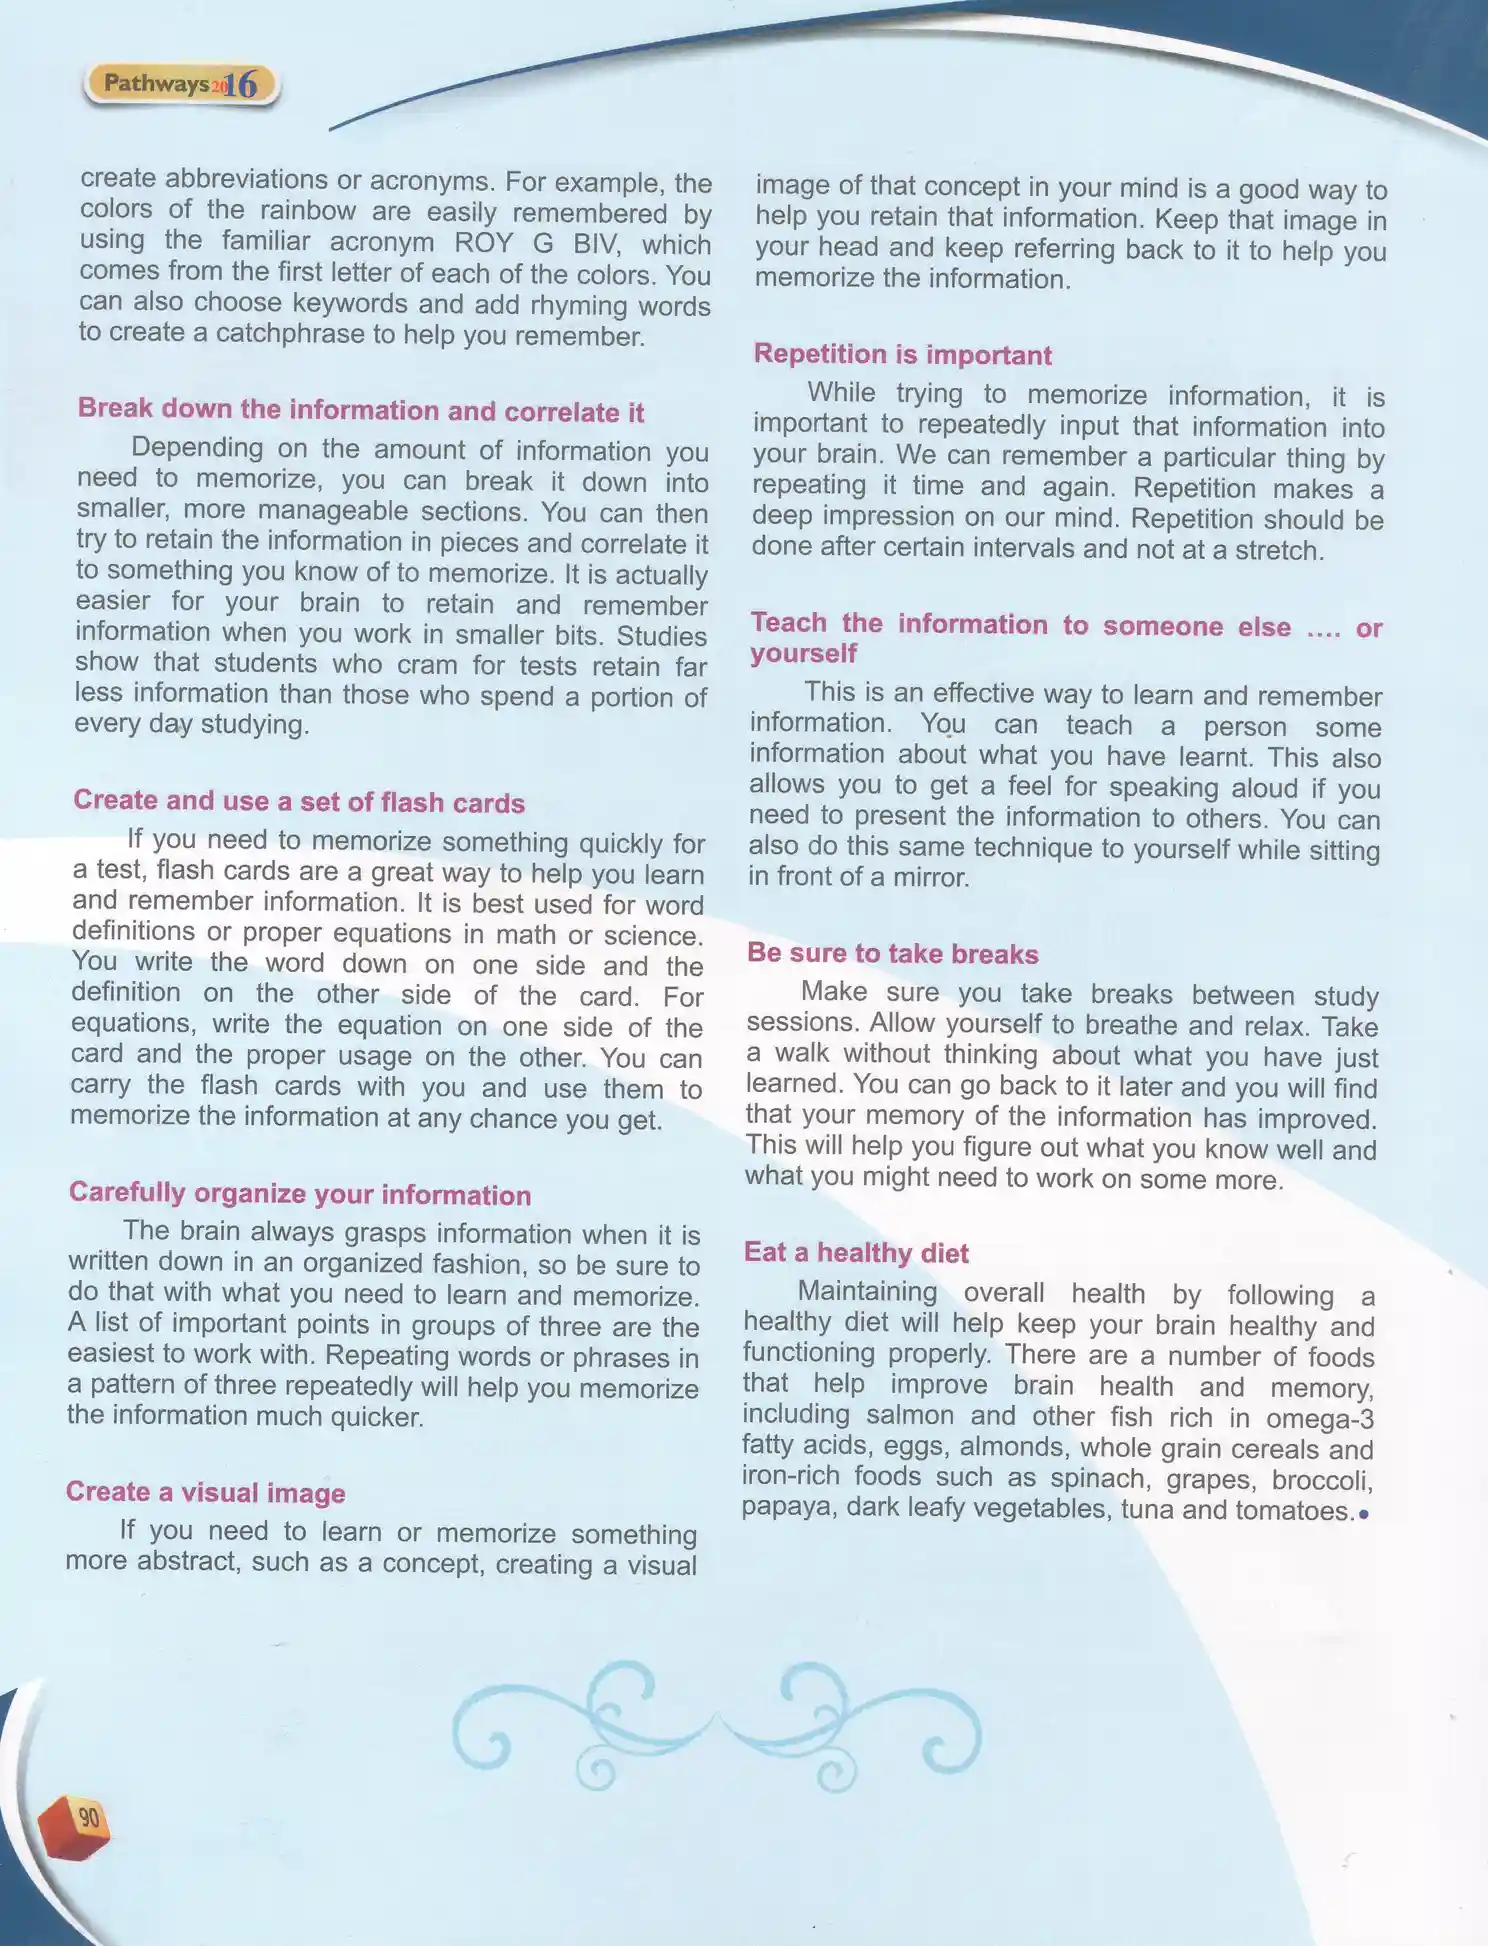 Pathways2016
create abbreviations or acronyms. For example, the
colors of the rainbow are easily remembered by
using the familiar acronym ROY G BIV, which
comes from the first letter of each of the colors. You
can also choose keywords and add rhyming words
to create a catchphrase to help you remember.
Break down the information and correlate it
Depending on the amount of information you
need to memorize, you can break it down into
smaller, more manageable sections. You can then
try to retain the information in pieces and correlate it
to something you know of to memorize. It is actually
easier for your brain to retain and remember
information when you work in smaller bits. Studies
show that students who cram for tests retain far
less information than those who spend a portion of
every day studying.
Create and use a set of flash cards
If you need to memorize something quickly for
a test, flash cards are a great way to help you learn
and remember information. It is best used for word
definitions or proper equations in math or science.
You write the word down on one side and the
definition on the other side of the card. For
equations, write the equation on one side of the
card and the proper usage on the other. You can
carry the flash cards with you and use them to
memorize the information at any chance you get.
Carefully organize your information
The brain always grasps information when it is
written down in an organized fashion, so be sure to
do that with what you need to learn and memorize.
A list of important points in groups of three are the
easiest to work with. Repeating words or phrases in
a pattern of three repeatedly will help you memorize
the information much quicker.
Create a visual image
If you need to learn or memorize something
more abstract, such as a concept, creating a visual
image of that concept in your mind is a good way to
help you retain that information. Keep that image in
your head and keep referring back to it to help you
memorize the information.
Repetition is important
While trying to memorize information, it is
important to repeatedly input that information into
your brain. We can remember a particular thing by
repeating it time and again. Repetition makes a
deep impression on our mind. Repetition should be
done after certain intervals and not at a stretch.
Teach the information to someone else .... or
yourself
This is an effective way to learn and remember
information. You can teach a person some
information about what you have learnt. This also
allows you to get a feel for speaking aloud if you
need to present the information to others. You can
also do this same technique to yourself while sitting
in front of a mirror.
Be sure to take breaks
Make sure you take breaks between study
sessions. Allow yourself to breathe and relax. Take
a walk without thinking about what you have just
learned. You can go back to it later and you will find
that your memory of the information has improved.
This will help you figure out what you know well and
what you might need to work on some more.
Eat a healthy diet
Maintaining overall health by following a
healthy diet will help keep your brain healthy and
functioning properly. There are a number of foods
that help improve brain health and memory,
including salmon and other fish rich in omega-3
fatty acids, eggs, almonds, whole grain cereals and
iron-rich foods such as spinach, grapes, broccoli,
papaya, dark leafy vegetables, tuna and tomatoes.•
90